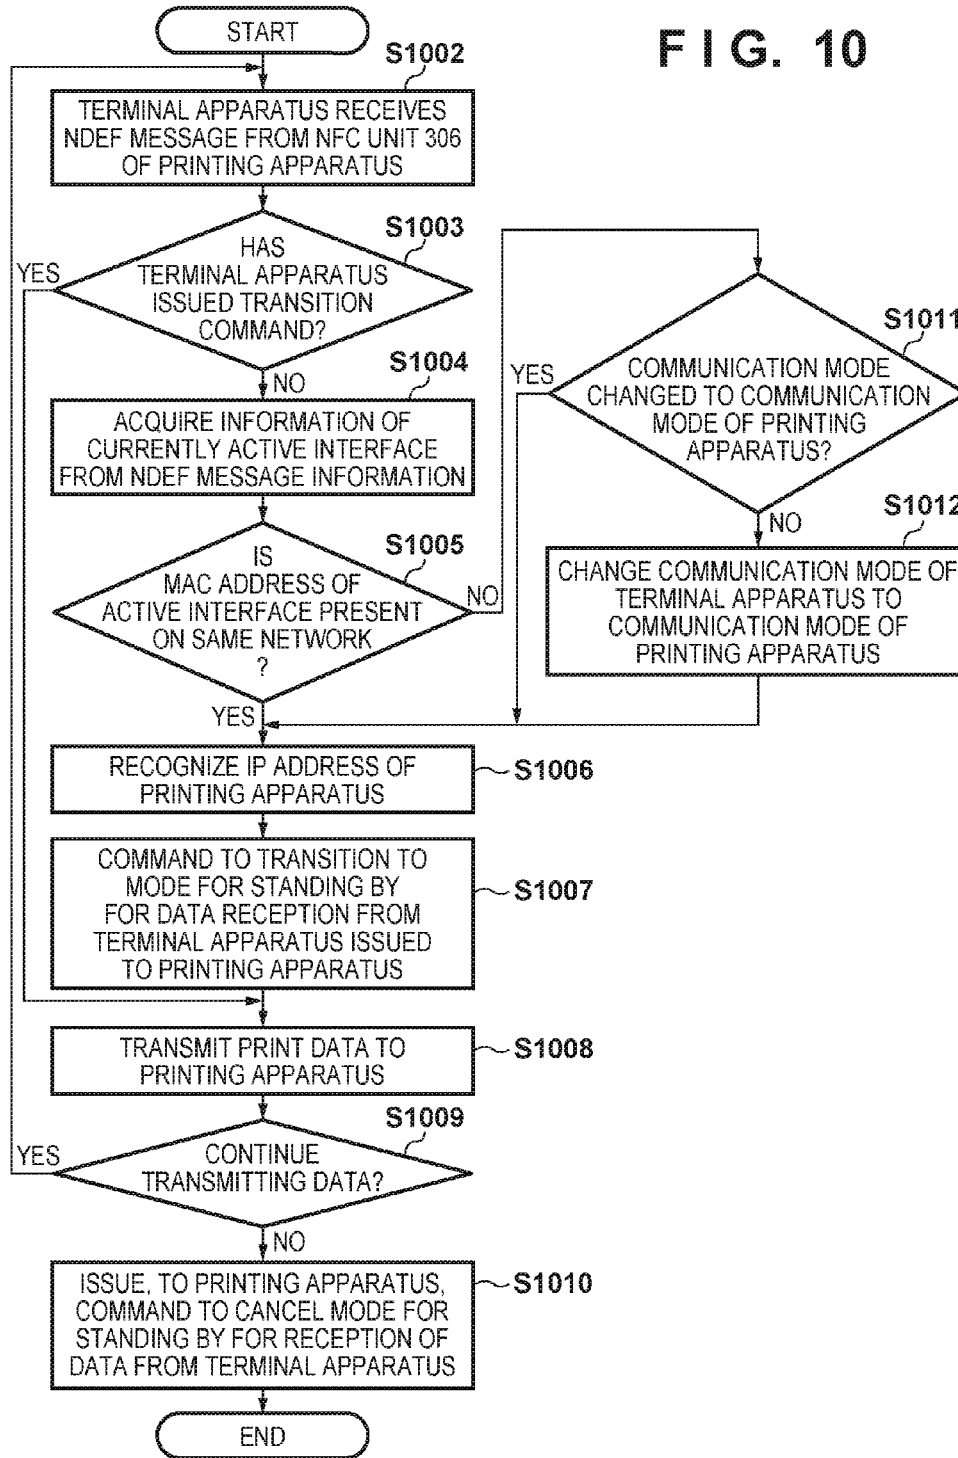 START
FIG. 10
S1002
TERMINAL APPARATUS RECEIVES
NDEF MESSAGE FROM NFC UNIT 306
OF PRINTING APPARATUS
S1003
HAS
TERMINAL APPARATUS
ISSUED TRANSITION
COMMAND?
YES
NO
S1004
ACQUIRE INFORMATION OF
CURRENTLY ACTIVE INTERFACE
FROM NDEF MESSAGE INFORMATION
S1005
IS
MAC ADDRESS OF
ACTIVE INTERFACE PRESENT
ON SAME NETWORK
?
NO
YES
S1011
COMMUNICATION MODE
CHANGED TO COMMUNICATION
MODE OF PRINTING
APPARATUS?
YES
NO
S1012
CHANGE COMMUNICATION MODE OF
TERMINAL APPARATUS TO
COMMUNICATION MODE OF
PRINTING APPARATUS
RECOGNIZE IP ADDRESS OF
PRINTING APPARATUS
S1006
COMMAND TO TRANSITION TO
MODE FOR STANDING BY
FOR DATA RECEPTION FROM
TERMINAL APPARATUS ISSUED
TO PRINTING APPARATUS
S1007
TRANSMIT PRINT DATA TO
PRINTING APPARATUS
S1008
S1009
CONTINUE
TRANSMITTING DATA?
YES
NO
ISSUE, TO PRINTING APPARATUS,
COMMAND TO CANCEL MODE FOR
STANDING BY FOR RECEPTION OF
DATA FROM TERMINAL APPARATUS
S1010
END